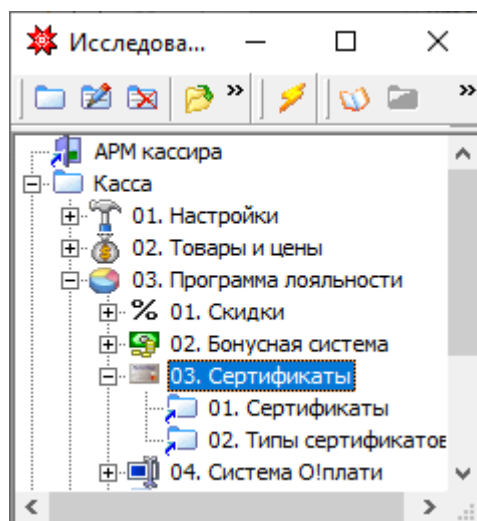 Исследова...
АРМ кассира
Касса
01. Настройки
02. Товары и цены
03. Программа лояльности
01. Скидки
02. Бонусная система
03. Сертификаты
01. Сертификаты
02. Типы сертификатов
04. Система О!плати